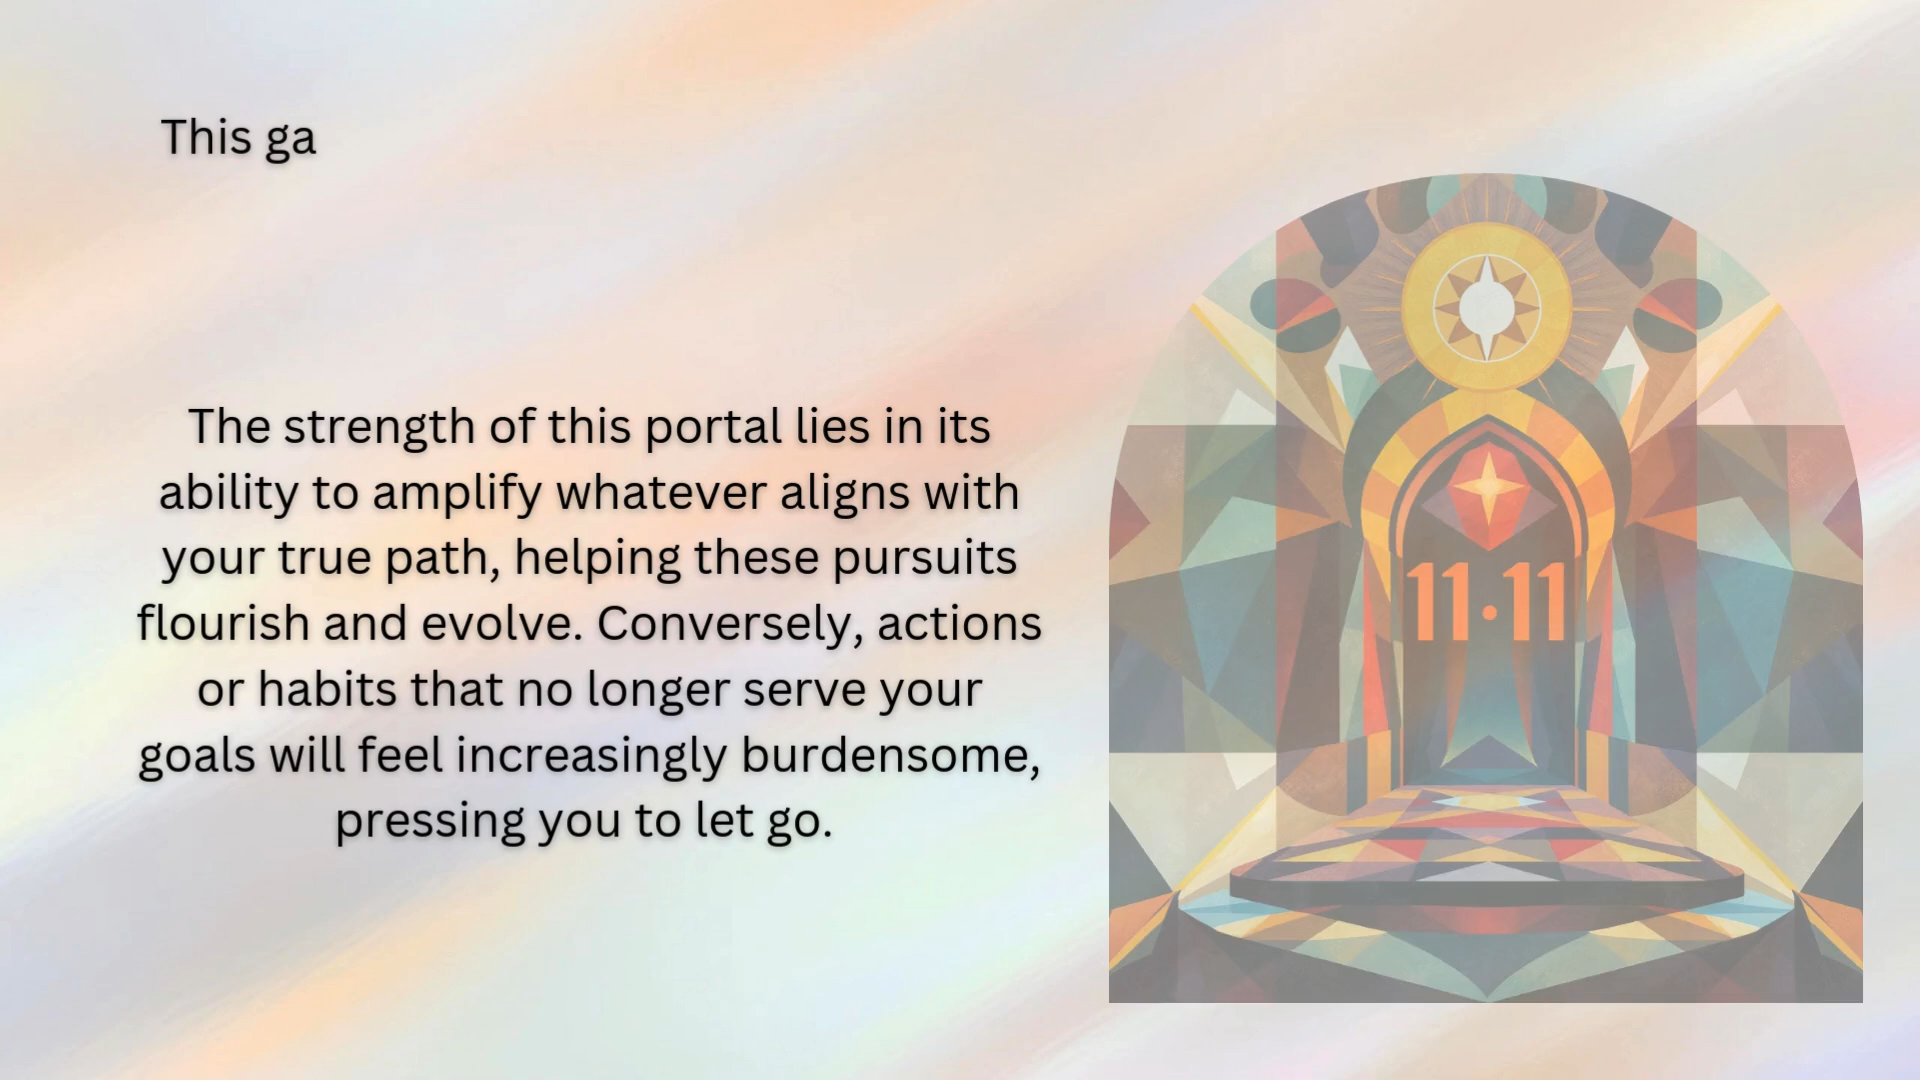 This ga
The strength of this portal lies in its
ability to amplify whatever aligns with
your true path, helping these pursuits
flourish and evolve. Conversely, actions
or habits that no longer serve your
goals will feel increasingly burdensome,
pressing you to let go.
11·11